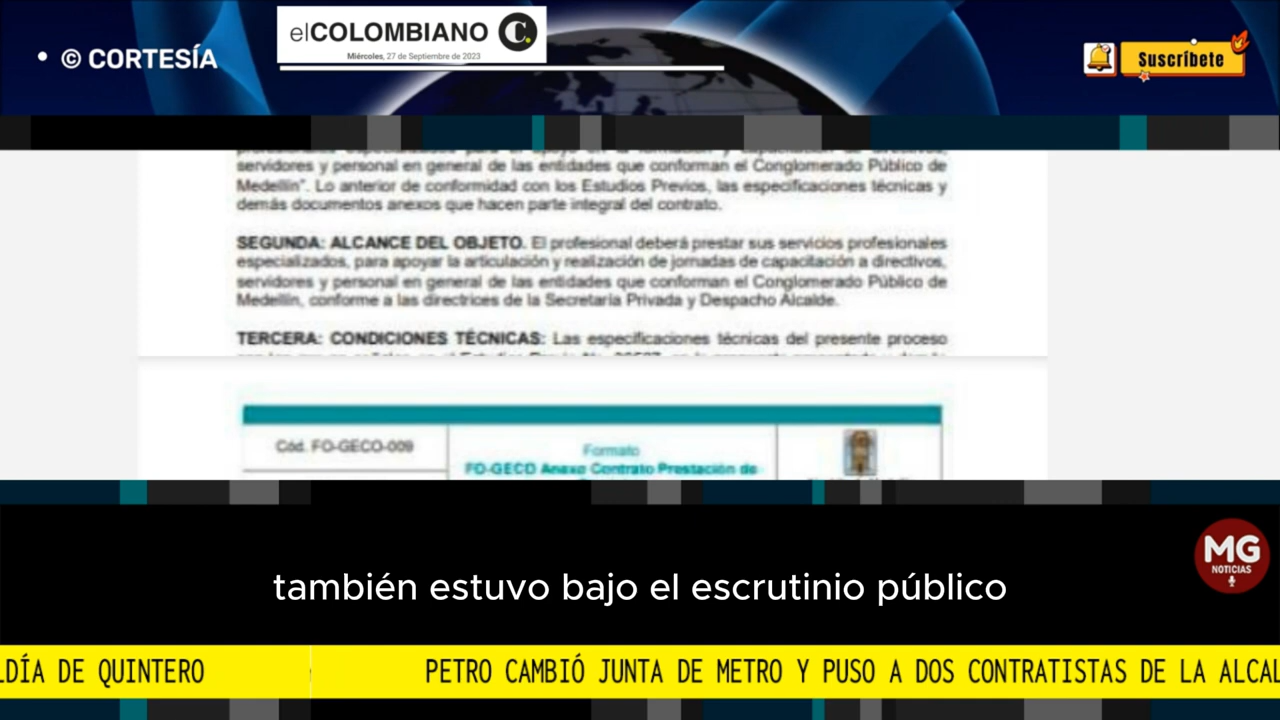 elCOLOMBIANO C.
Miércoles, 27 de Septiembre de 2023
• © CORTESÍA
Suscríbete
servidores y personal en general de las entidades que conforman el Conglomerado Público de
Medellín". Lo anterior de conformidad con los Estudios Previos, las especificaciones técnicas y
demás documentos anexos que hacen parte integral del contrato.
SEGUNDA: ALCANCE DEL OBJETO. El profesional deberá prestar sus servicios profesionales
especializados, para apoyar la articulación y realización de jornadas de capacitación a directivos,
servidores y personal en general de las entidades que conforman el Conglomerado Público de
Medellín, conforme a las directrices de la Secretaría Privada y Despacho Alcalde.
TERCERA: CONDICIONES TÉCNICAS: Las especificaciones técnicas del presente proceso
Cód. FO-GECO-009
Formato
FO-GECO Anexo Contrato Prestación de
MG
NOTICIAS
también estuvo bajo el escrutinio público
LDÍA DE QUINTERO PETRO CAMBIÓ JUNTA DE METRO Y PUSO A DOS CONTRATISTAS DE LA ALCAL